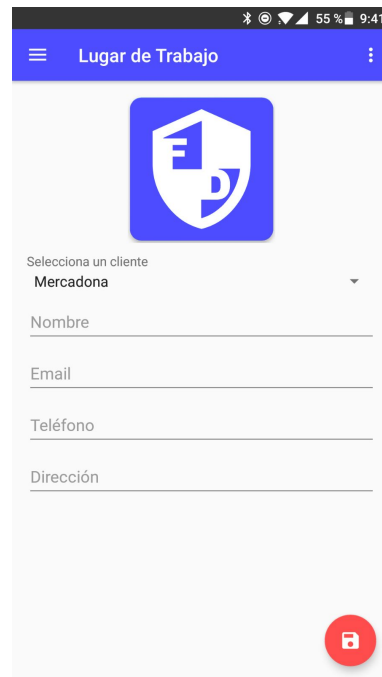 55 % 9:41
Lugar de Trabajo
F
D
Selecciona un cliente
Mercadona
Nombre
Email
Teléfono
Dirección